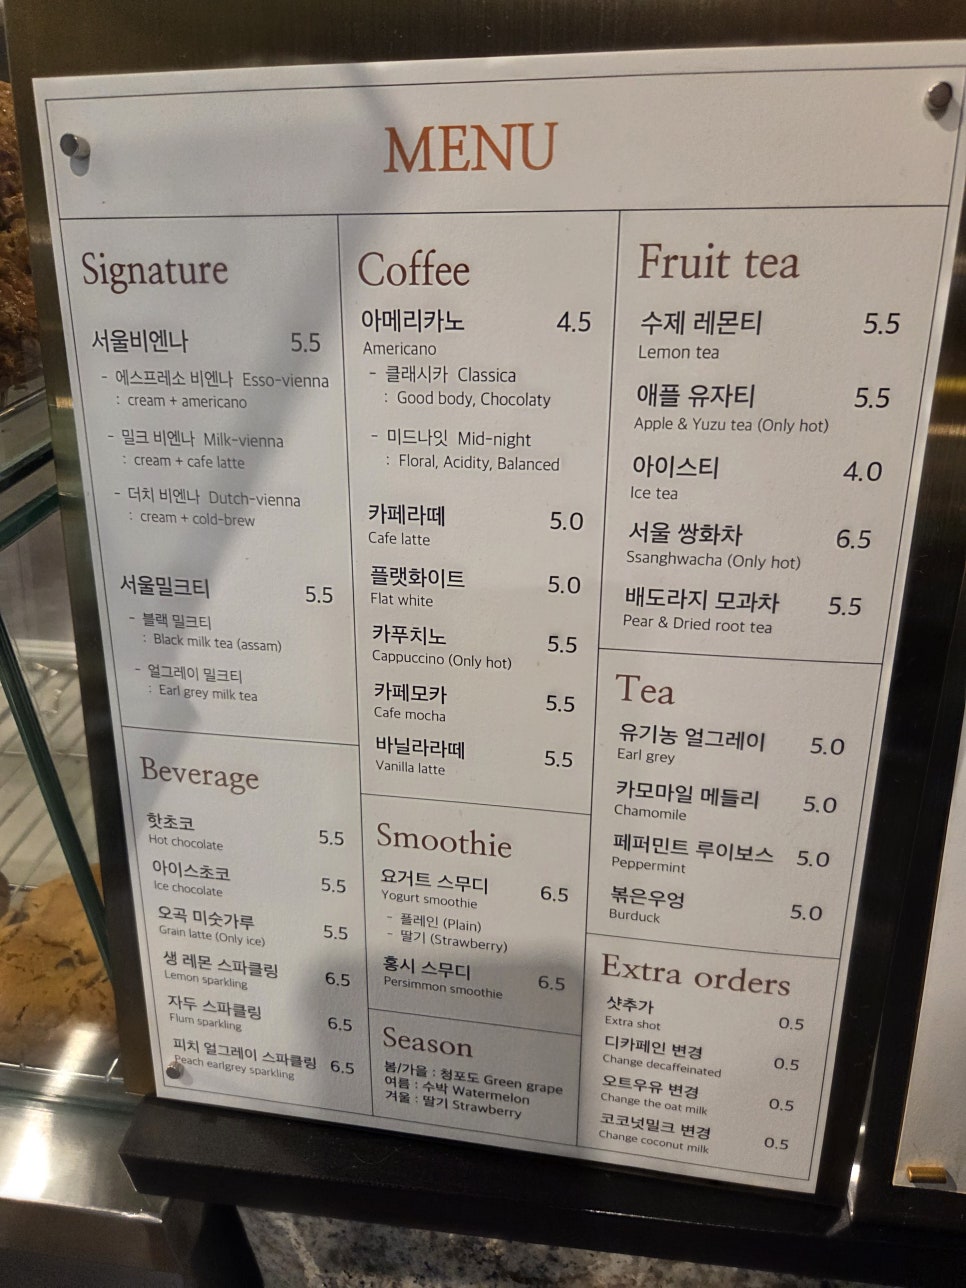 MENU
Signature
서울비엔나 5.5
- 에스프레소 비엔나 Esso-vienna
: cream + americano
- 밀크 비엔나 Milk-vienna
: cream + cafe latte
- 더치 비엔나 Dutch-vienna
: cream + cold-brew
서울밀크티 5.5
- 블랙 밀크티
: Black milk tea (assam)
- 얼그레이 밀크티
: Earl grey milk tea
Beverage
핫초코 5.5
Hot chocolate
아이스초코 5.5
Ice chocolate
오곡 미숫가루 5.5
Grain latte (Only ice)
생 레몬 스파클링 6.5
Lemon sparkling
자두 스파클링 6.5
Flum sparkling
피치 얼그레이 스파클링 6.5
Peach earlgrey sparkling
Coffee
아메리카노 4.5
Americano
- 클래시카 Classica
: Good body, Chocolaty
- 미드나잇 Mid-night
: Floral, Acidity, Balanced
카페라떼 5.0
Cafe latte
플랫화이트 5.0
Flat white
카푸치노 5.5
Cappuccino (Only hot)
카페모카 5.5
Cafe mocha
바닐라라떼 5.5
Vanilla latte
Smoothie
요거트 스무디 6.5
Yogurt smoothie
- 플레인 (Plain)
- 딸기 (Strawberry)
홍시 스무디 6.5
Persimmon smoothie
Season
봄/가을 : 청포도 Green grape
여름 : 수박 Watermelon
겨울 : 딸기 Strawberry
Fruit tea
수제 레몬티 5.5
Lemon tea
애플 유자티 5.5
Apple & Yuzu tea (Only hot)
아이스티 4.0
Ice tea
서울 쌍화차 6.5
Ssanghwacha (Only hot)
배도라지 모과차 5.5
Pear & Dried root tea
Tea
유기농 얼그레이 5.0
Earl grey
카모마일 메들리 5.0
Chamomile
페퍼민트 루이보스 5.0
Peppermint
볶은우엉 5.0
Burduck
Extra orders
샷추가 0.5
Extra shot
디카페인 변경 0.5
Change decaffeinated
오트우유 변경 0.5
Change the oat milk
코코넛밀크 변경 0.5
Change coconut milk